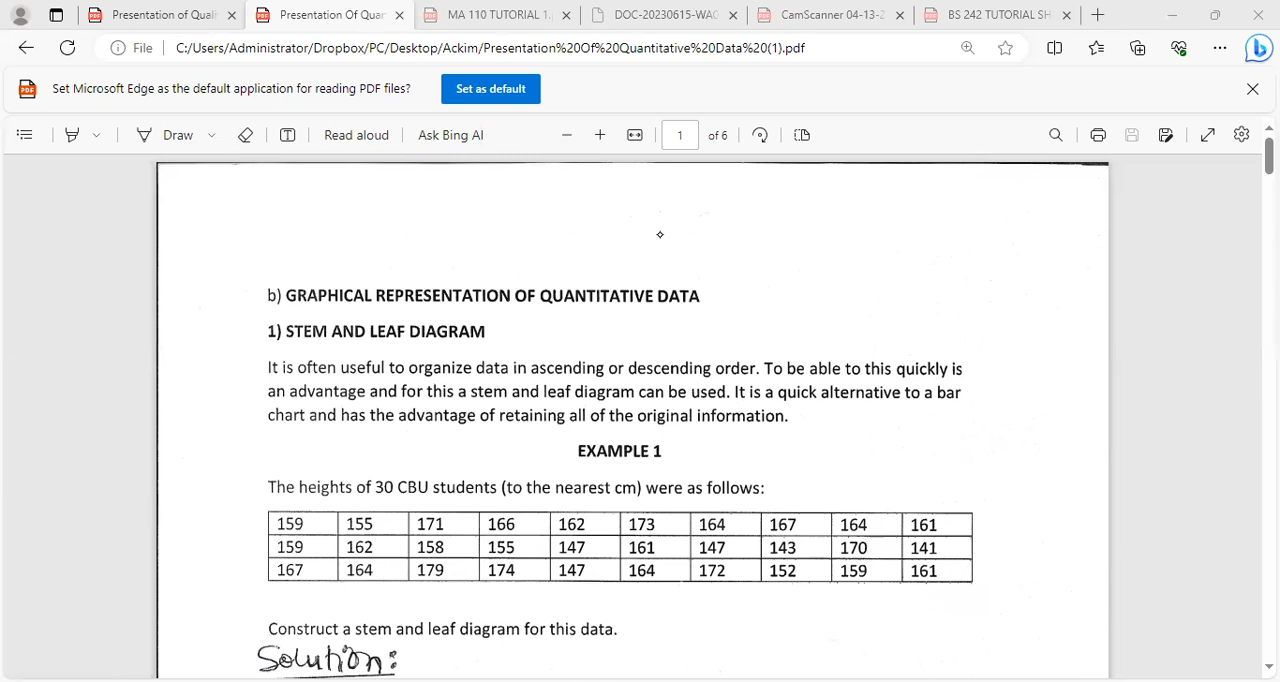 Presentation of Quali
Presentation Of Quan
MA 110 TUTORIAL 1.p
DOC-20230615-WA0
CamScanner 04-13-2
BS 242 TUTORIAL SH
File
C:/Users/Administrator/Dropbox/PC/Desktop/Ackim/Presentation%20Of%20Quantitative%20Data%20(1).pdf
Set Microsoft Edge as the default application for reading PDF files?
Set as default
Draw
Read aloud
Ask Bing AI
1 of 6
b) GRAPHICAL REPRESENTATION OF QUANTITATIVE DATA
1) STEM AND LEAF DIAGRAM
It is often useful to organize data in ascending or descending order. To be able to this quickly is
an advantage and for this a stem and leaf diagram can be used. It is a quick alternative to a bar
chart and has the advantage of retaining all of the original information.
EXAMPLE 1
The heights of 30 CBU students (to the nearest cm) were as follows:
159 155 171 166 162 173 164 167 164 161
159 162 158 155 147 161 147 143 170 141
167 164 179 174 147 164 172 152 159 161
Construct a stem and leaf diagram for this data.
Solution: